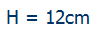 H = 12cm